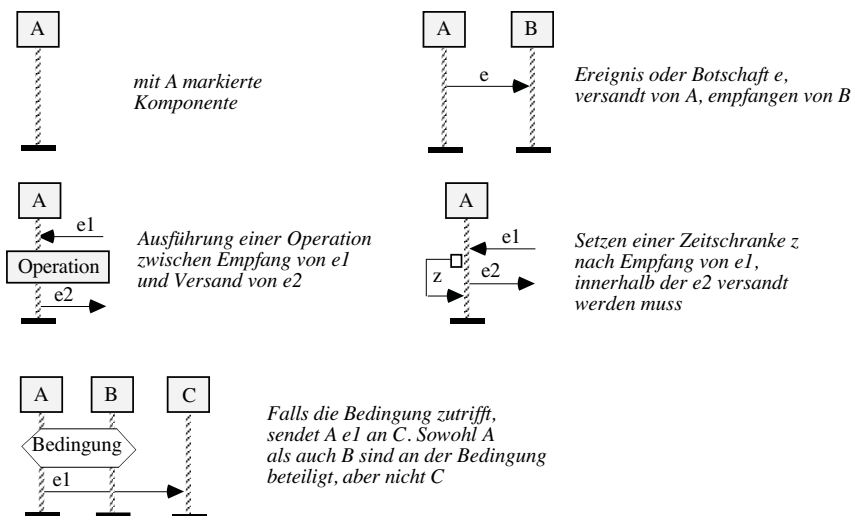 A
mit A markierte
Komponente
A B
e
Ereignis oder Botschaft e,
versandt von A, empfangen von B
A
e1
Operation
e2
Ausführung einer Operation
zwischen Empfang von e1
und Versand von e2
A
e1
e2
z
Setzen einer Zeitschranke z
nach Empfang von e1,
innerhalb der e2 versandt
werden muss
A B C
Bedingung
e1
Falls die Bedingung zutrifft,
sendet A e1 an C. Sowohl A
als auch B sind an der Bedingung
beteiligt, aber nicht C